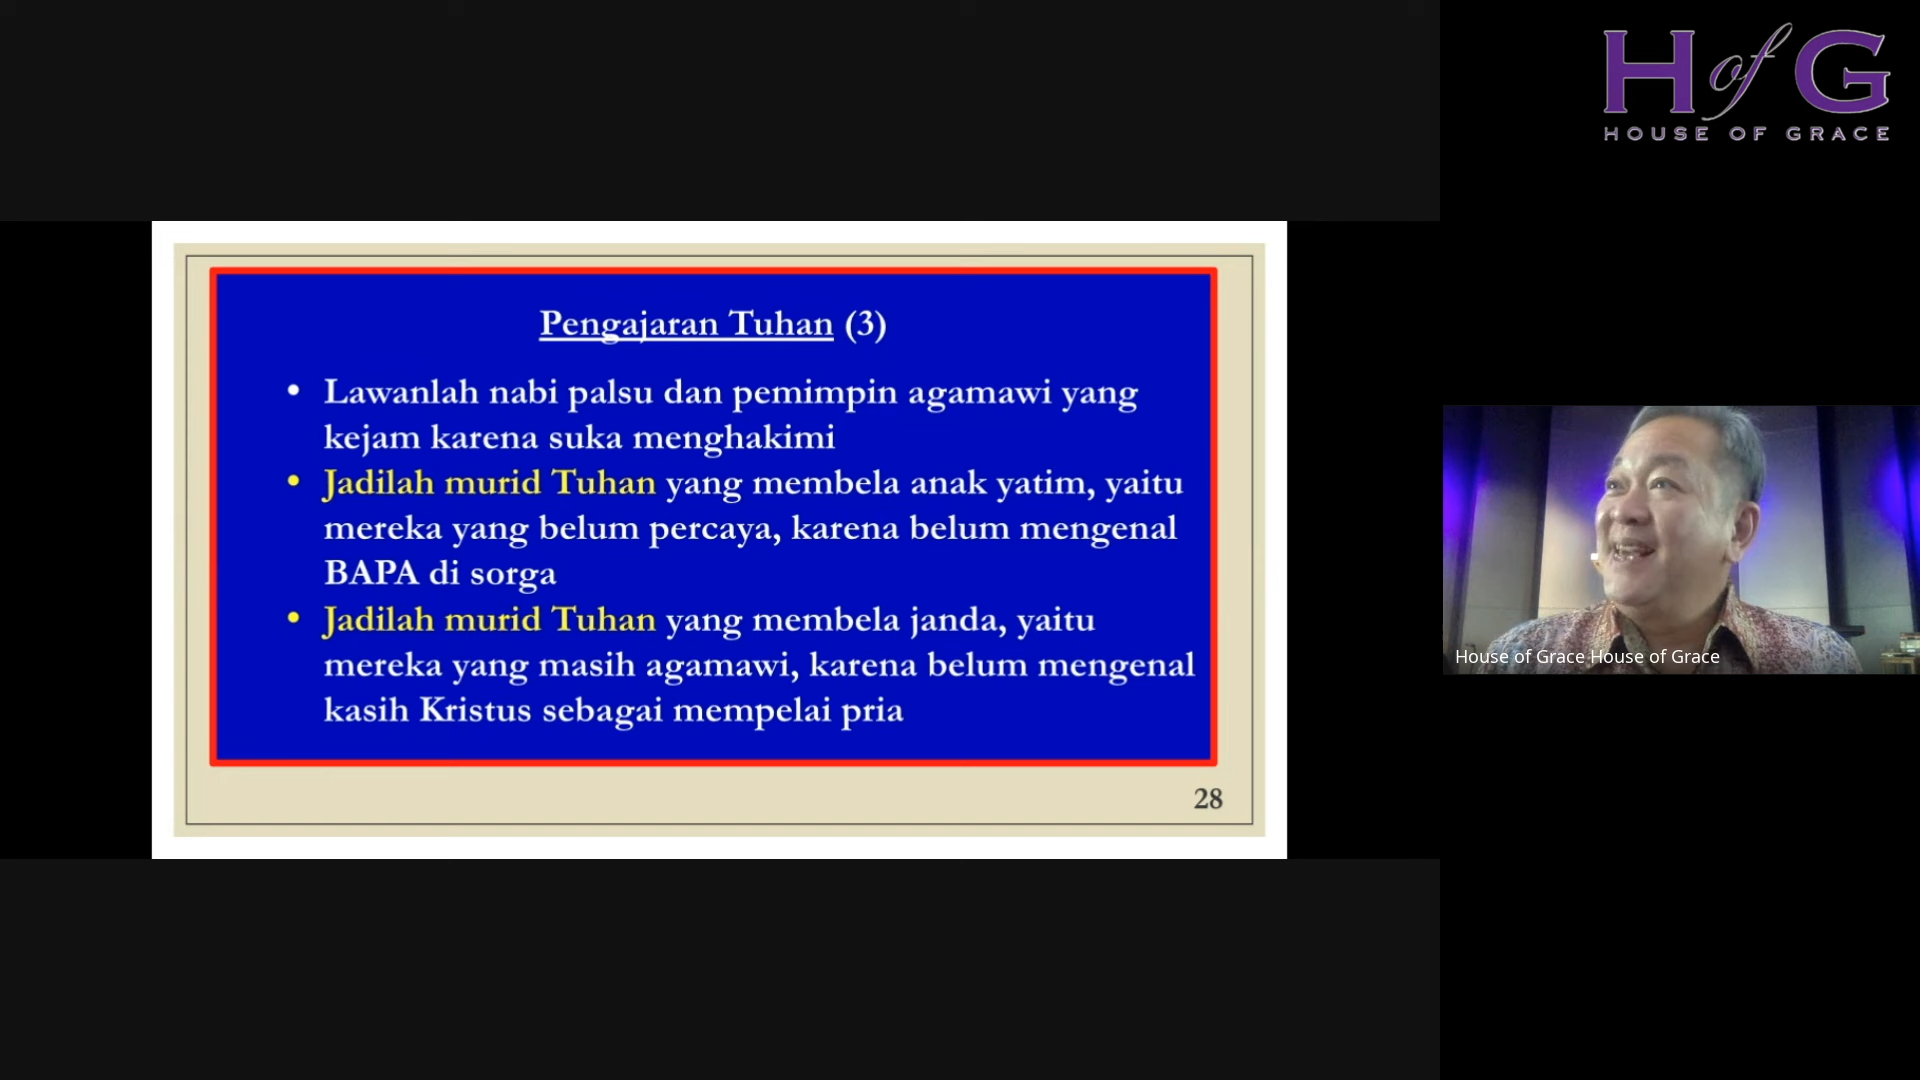 H of G
HOUSE OF GRACE
Pengajaran Tuhan (3)
• Lawanlah nabi palsu dan pemimpin agamawi yang
kejam karena suka menghakimi
• Jadilah murid Tuhan yang membela anak yatim, yaitu
mereka yang belum percaya, karena belum mengenal
BAPA di sorga
• Jadilah murid Tuhan yang membela janda, yaitu
mereka yang masih agamawi, karena belum mengenal
kasih Kristus sebagai mempelai pria
28
House of Grace House of Grace